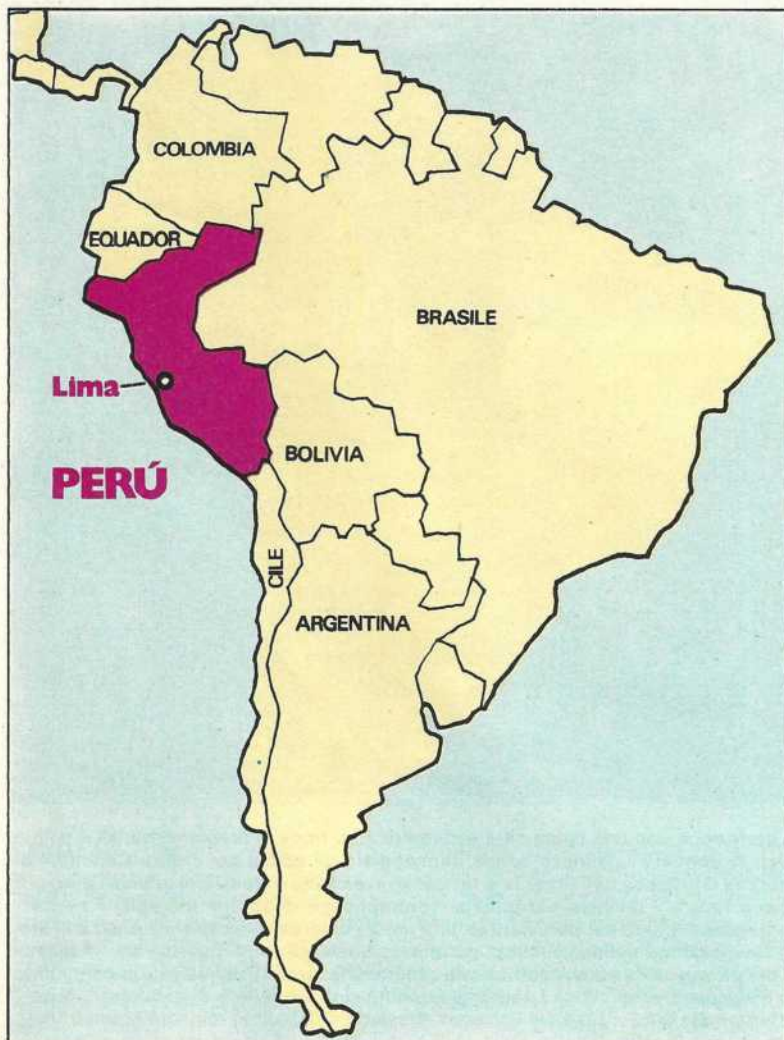 COLOMBIA
EQUADOR
BRASILE
Lima
BOLIVIA
PERÚ
CILE
ARGENTINA